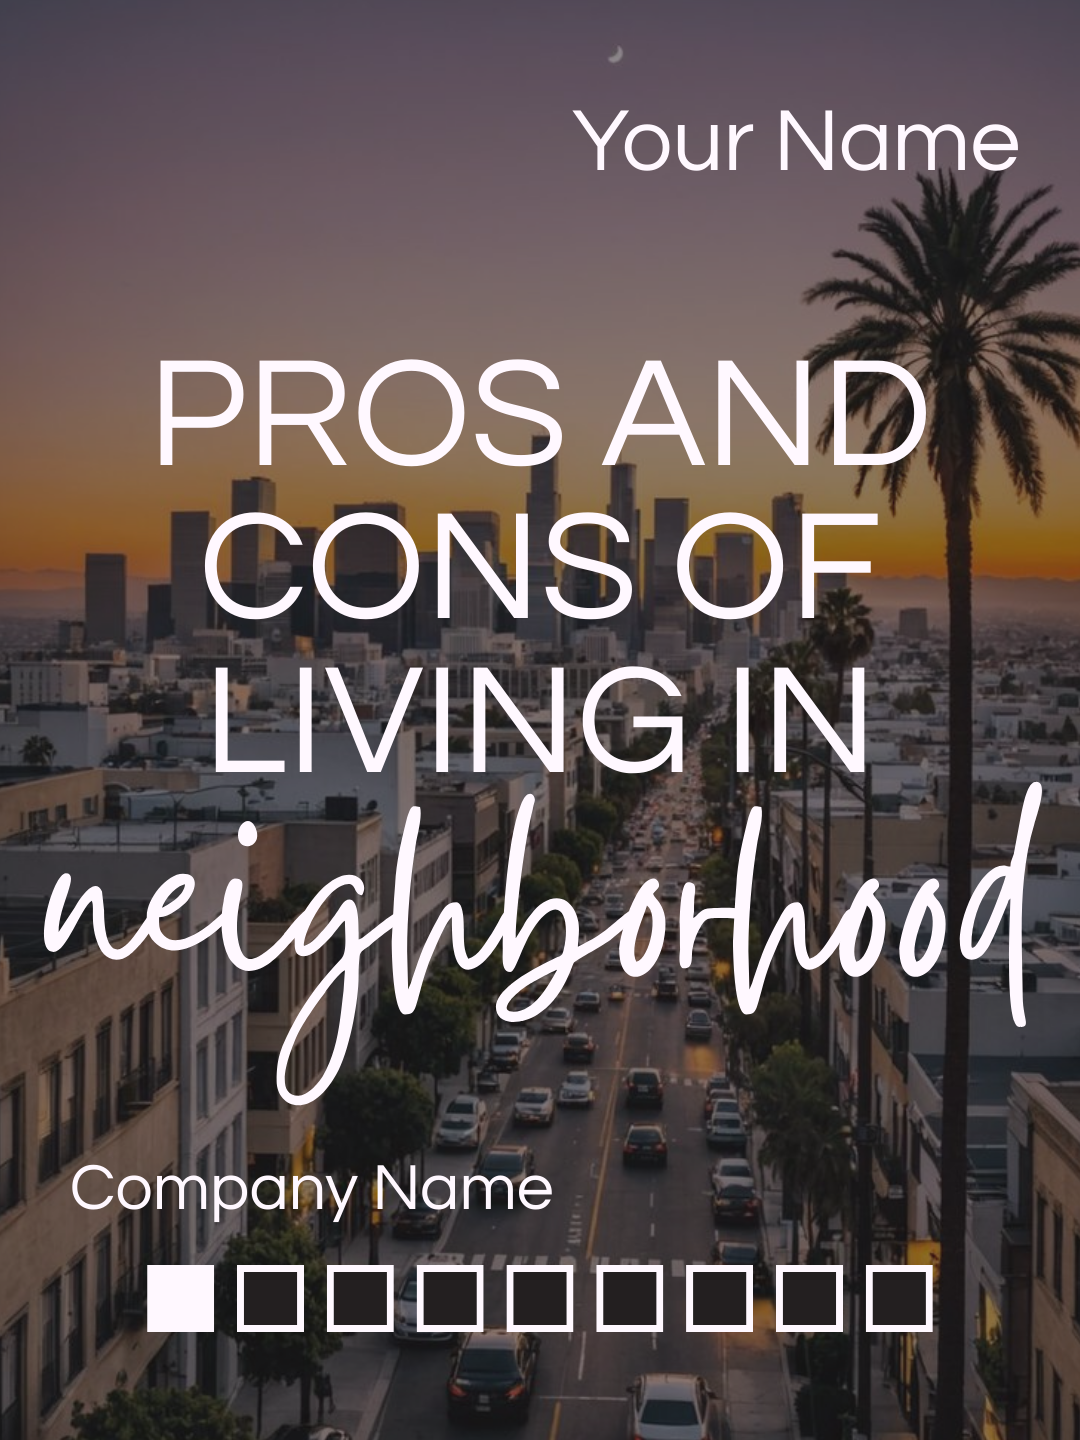 Your Name
PROS AND
CONS OF
LIVING IN
neighborhood
Company Name